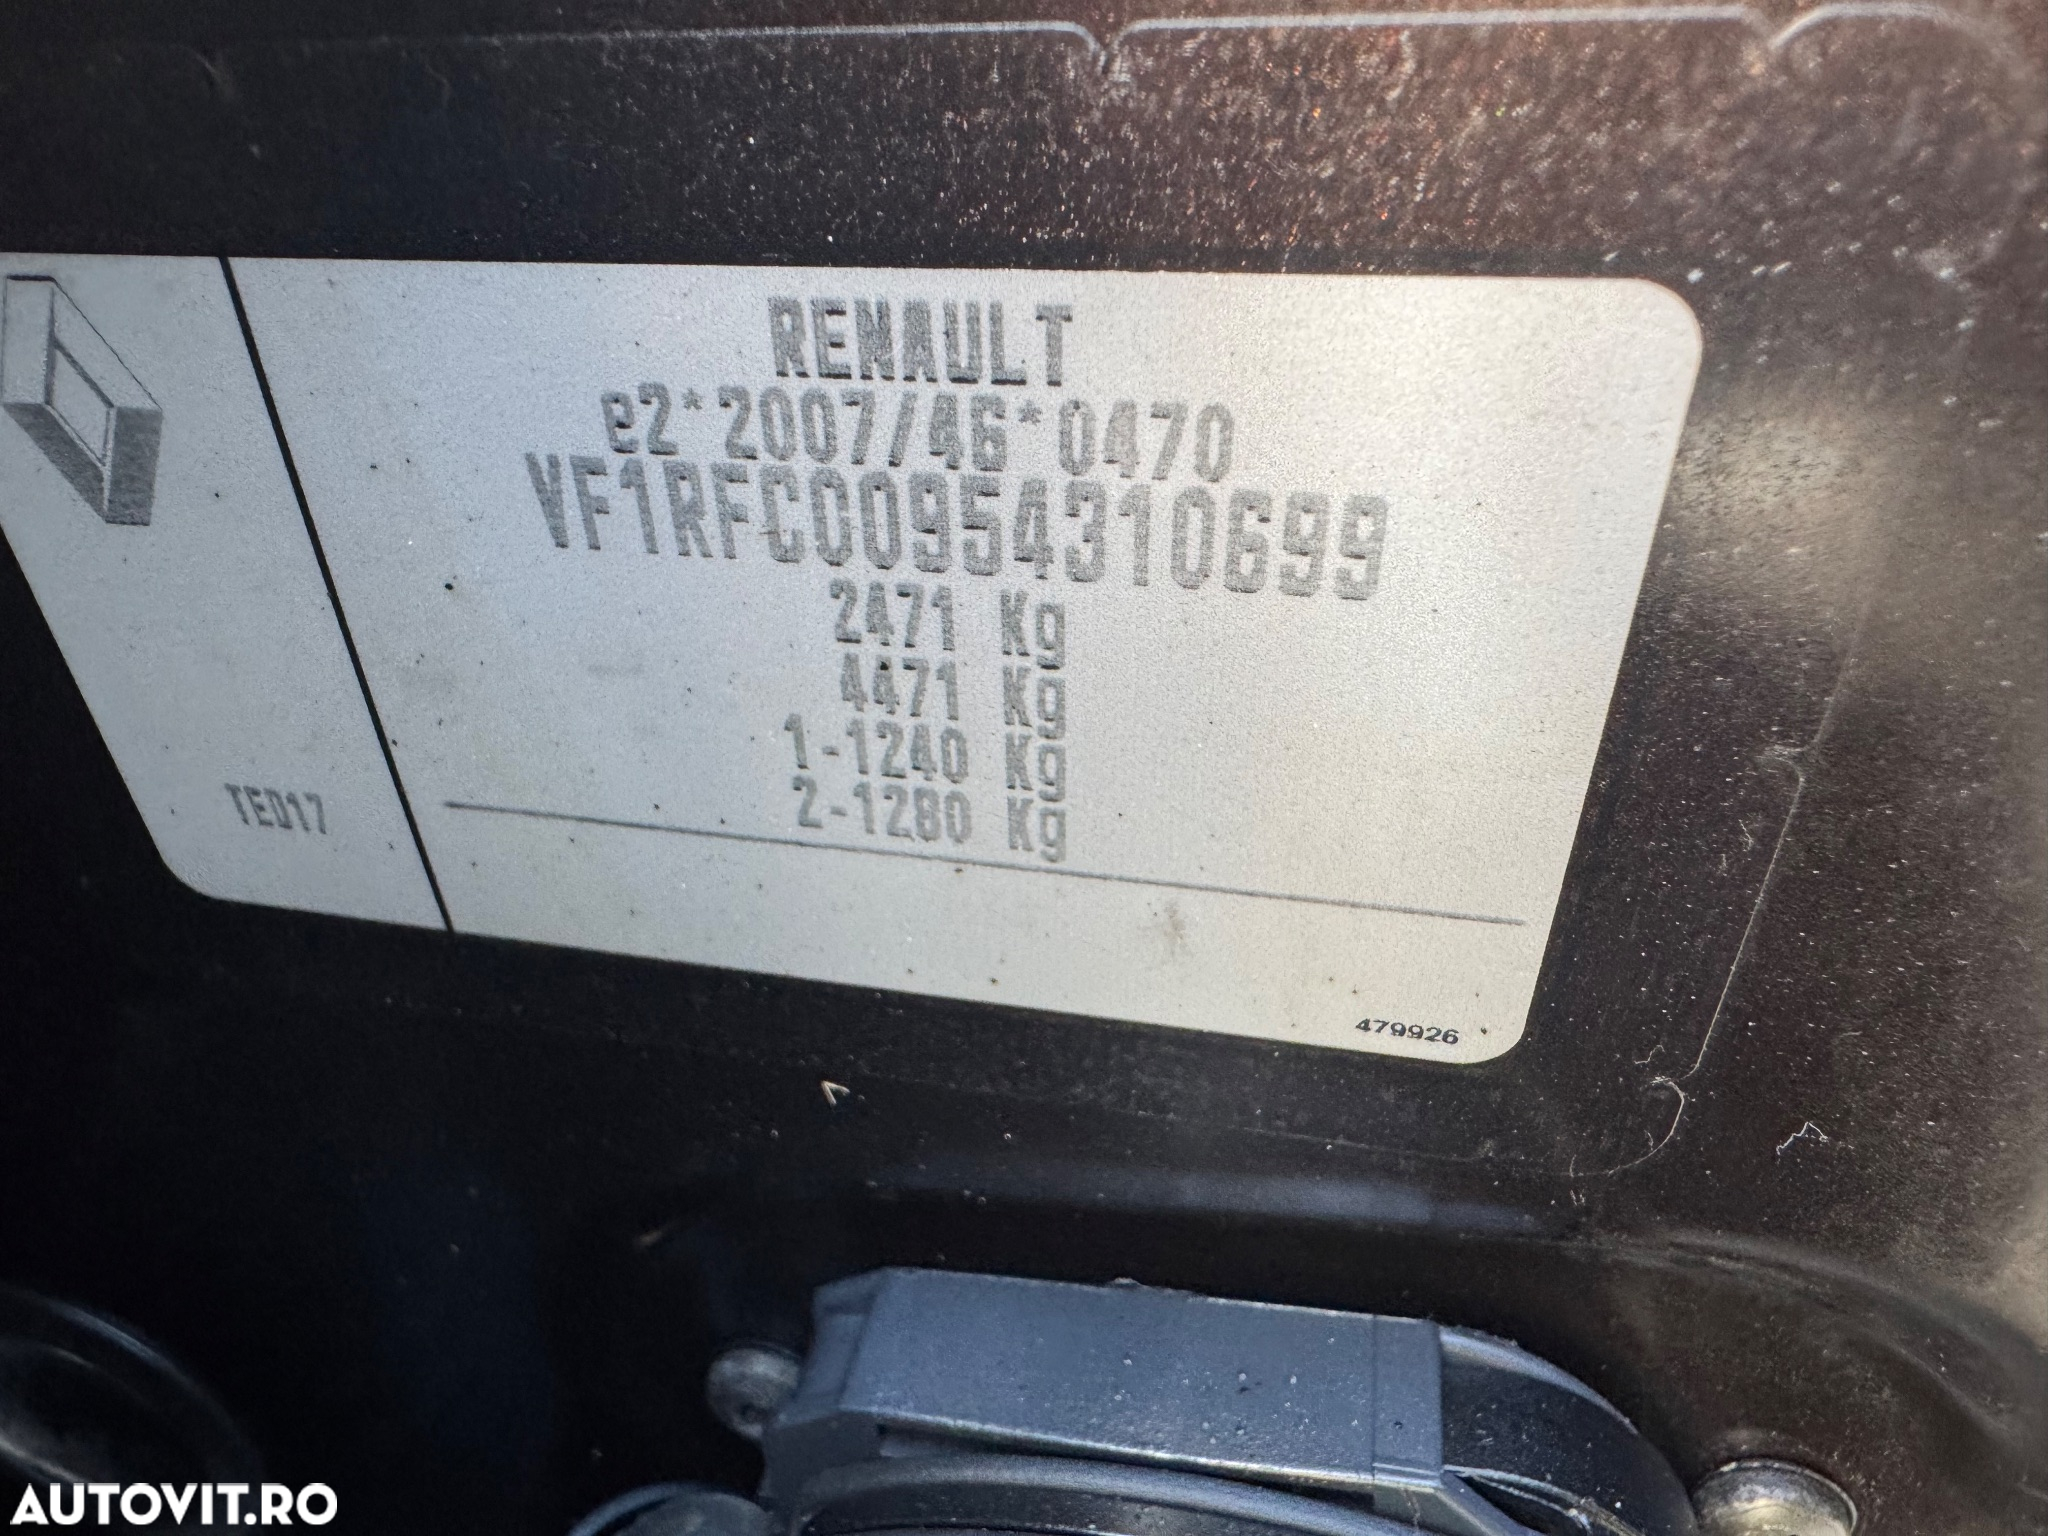 RENAULT
e2*2007/46*0470
VF1RFC00954310699
2471 Kg
4471 Kg
1-1240 Kg
2-1280 Kg
TED17
479926
AUTOVIT.RO